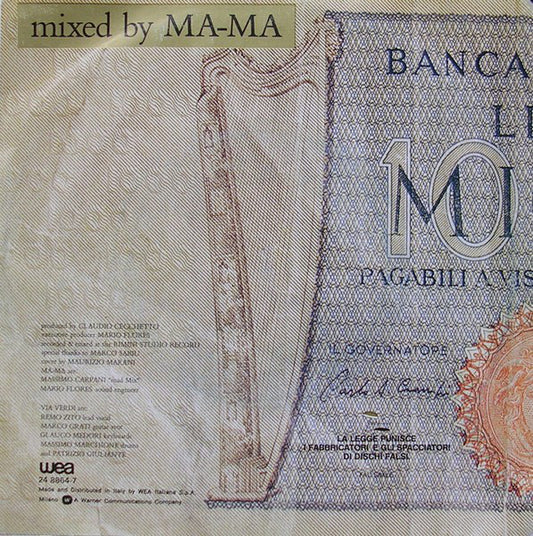 mixed by MA-MA
BANCA
LI
10
MI
PAGABILI A VIS
IL GOVERNATORE
produced by CLAUDIO CECCHETTO
executive producer MARIO FLORES
recorded & mixed at the RIMINI STUDIO RECORD
special thanks to MARCO SABIU
cover by MAURIZIO MARANI
MA-MA are:
MASSIMO CARPANI "mad Mix"
MARIO FLORES sound engineer
VIA VERDI are:
REMO ZITO lead vocal
MARCO GRATI guitar
GLAUCO MEDORI keyboards
MASSIMO MARCHIONE drums
and PATRIZIO GIULIANTE
wea
24 8864-7
Made and Distributed in Italy by WEA Italiana S.p.A.
Milano A Warner Communications Company
LA LEGGE PUNISCE
I FABBRICATORI E GLI SPACCIATORI
DI DISCHI FALSI